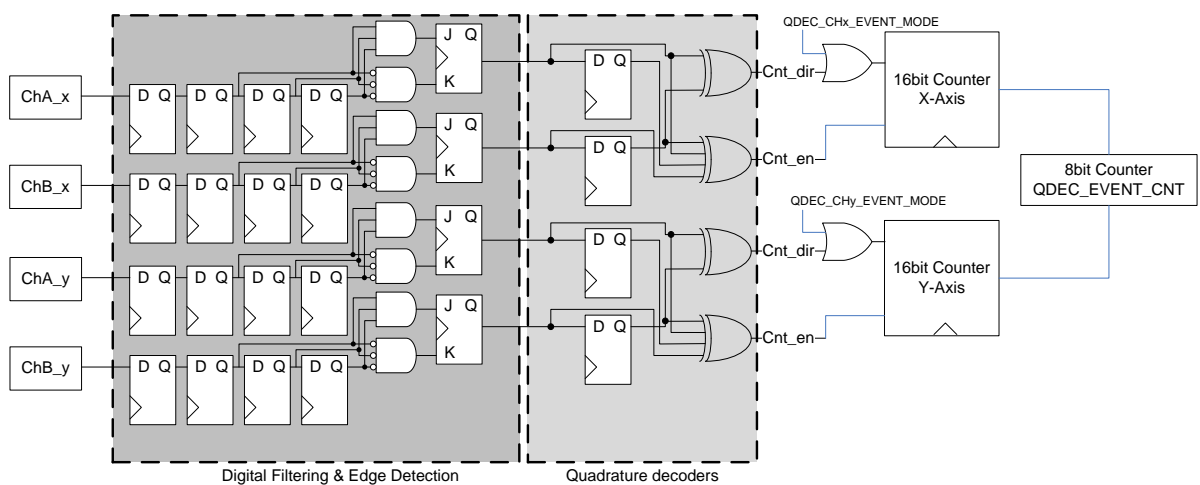 QDEC_CHx_EVENT_MODE
J Q
K
ChA_x
D Q D Q D Q D Q
D Q
Cnt_dir
16bit Counter
X-Axis
J Q
K
ChB_x
D Q D Q D Q D Q
D Q
Cnt_en
8bit Counter
QDEC_EVENT_CNT
QDEC_CHy_EVENT_MODE
J Q
K
ChA_y
D Q D Q D Q D Q
D Q
Cnt_dir
16bit Counter
Y-Axis
J Q
K
ChB_y
D Q D Q D Q D Q
D Q
Cnt_en
Digital Filtering & Edge Detection
Quadrature decoders